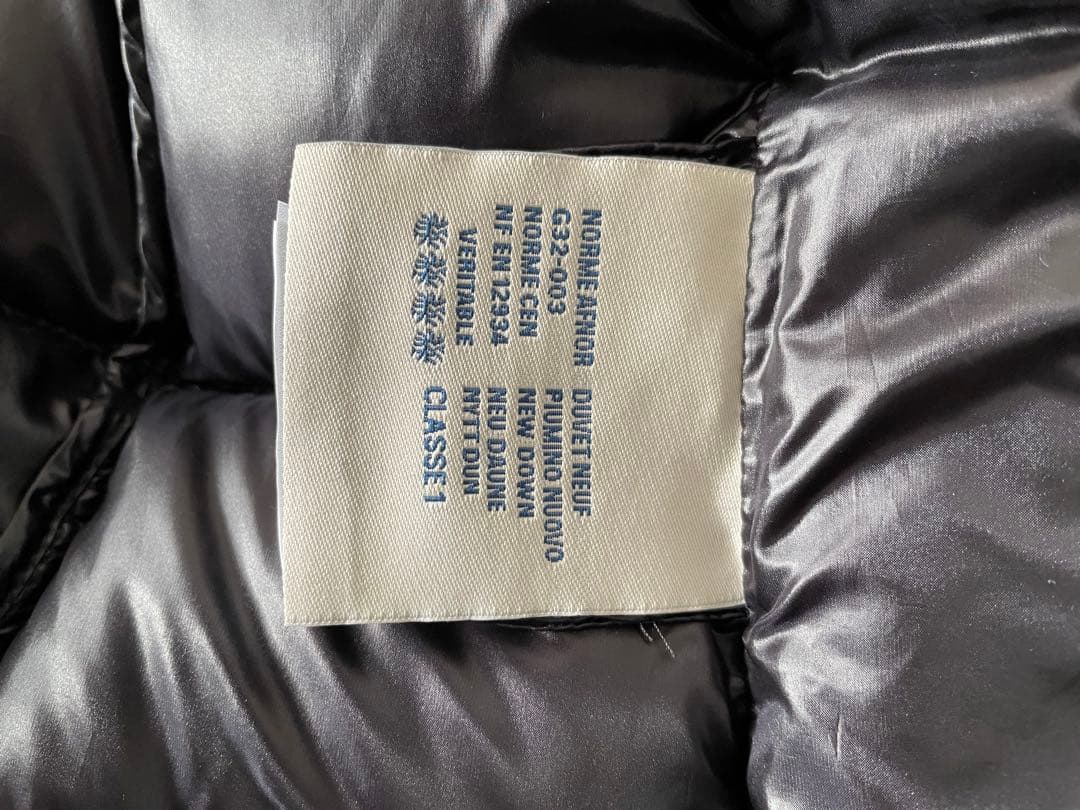 NORME AFNOR
G32-003
NORME CEN
NF EN 12934
VERITABLE
DUVET NEUF
PIUMINO NUOVO
NEW DOWN
NEU DAUNE
NYTT DUN
CLASSE 1